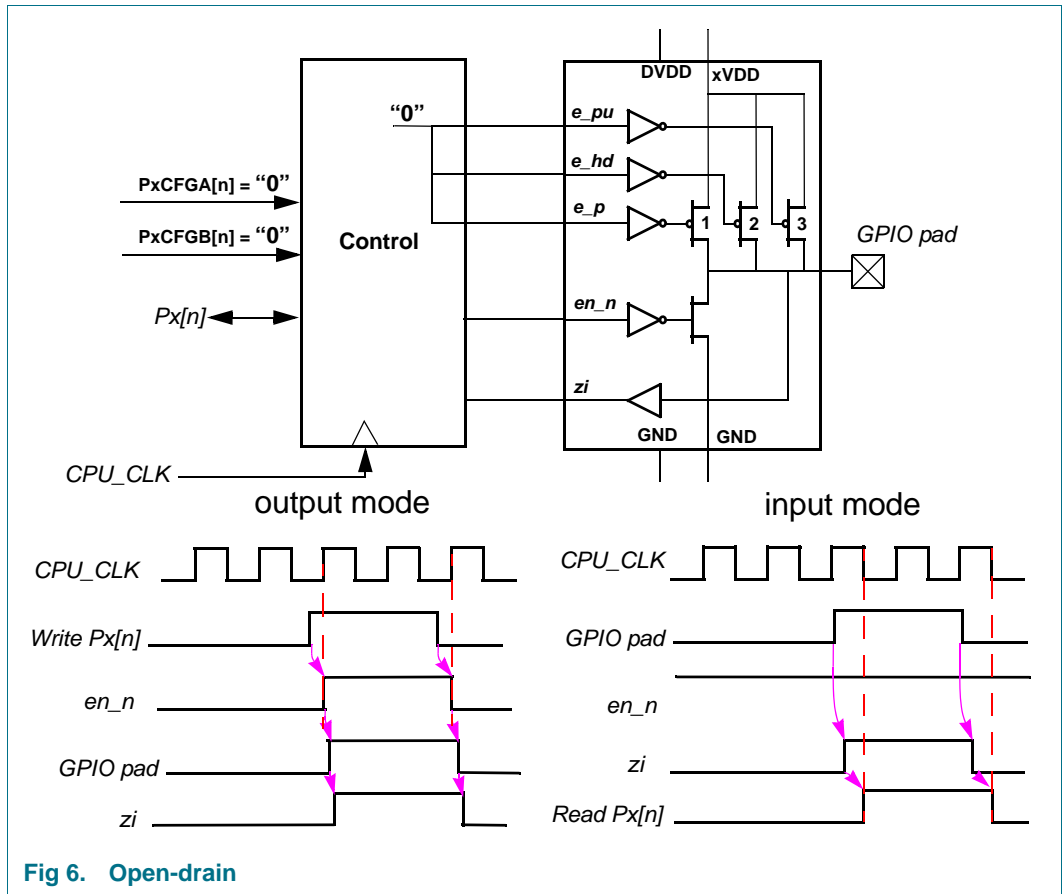 DVDD xVDD
“0”
e_pu
e_hd
PxCFGA[n] = “0”
e_p
1 2 3
GPIO pad
PxCFGB[n] = “0”
Control
Px[n]
en_n
zi
GND GND
CPU_CLK
output mode
CPU_CLK
Write Px[n]
en_n
GPIO pad
zi
input mode
CPU_CLK
GPIO pad
en_n
zi
Read Px[n]
Fig 6. Open-drain